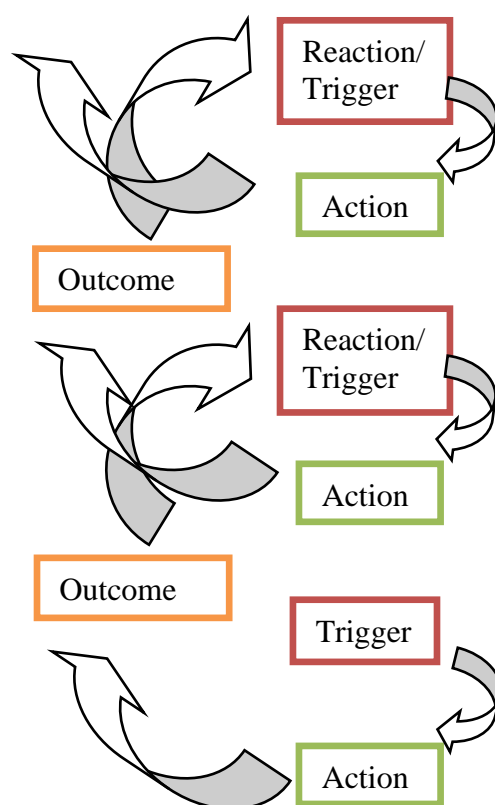 Reaction/
Trigger
Action
Outcome
Reaction/
Trigger
Action
Outcome
Trigger
Action